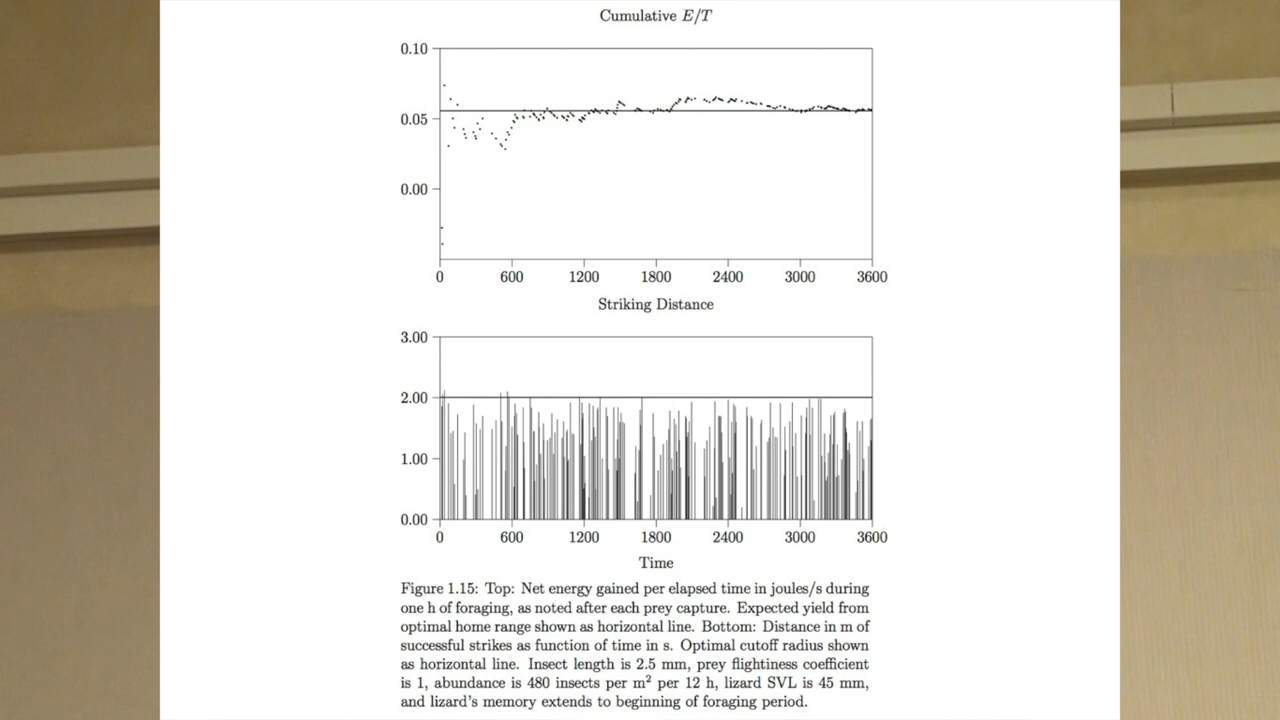 Cumulative E/T
0.10
0.05
0.00
0 600 1200 1800 2400 3000 3600
Striking Distance
3.00
2.00
1.00
0.00
0 600 1200 1800 2400 3000 3600
Time
Figure 1.15: Top: Net energy gained per elapsed time in joules/s during
one h of foraging, as noted after each prey capture. Expected yield from
optimal home range shown as horizontal line. Bottom: Distance in m of
successful strikes as function of time in s. Optimal cutoff radius shown
as horizontal line. Insect length is 2.5 mm, prey flightiness coefficient
is 1, abundance is 480 insects per m² per 12 h, lizard SVL is 45 mm,
and lizard's memory extends to beginning of foraging period.